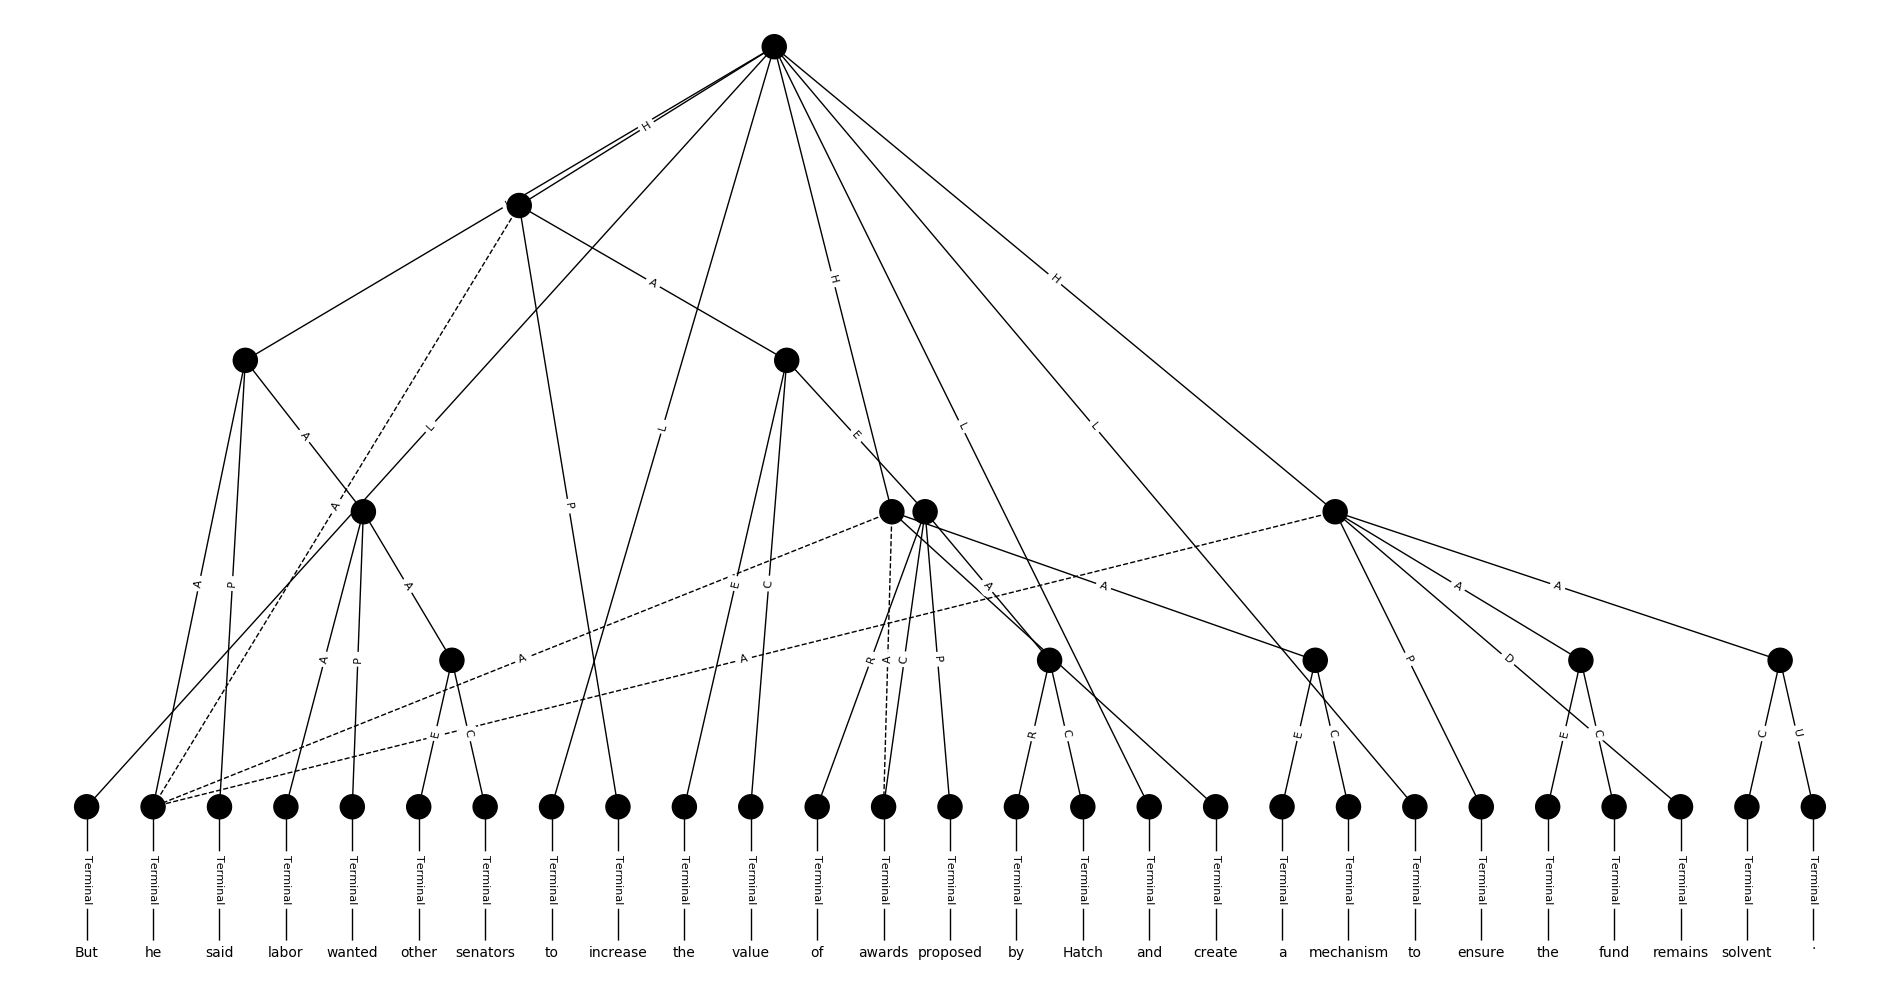 H
A
H
H
A
L
L
L
L
A
E
A
P
A
P
A
P
E
C
A
A
A
A
A
A
A
P
R
A
C
P
P
D
E
C
R
C
E
C
E
C
C
U
Terminal Terminal Terminal Terminal Terminal Terminal Terminal Terminal Terminal Terminal Terminal Terminal Terminal Terminal Terminal Terminal Terminal Terminal Terminal Terminal Terminal Terminal Terminal Terminal Terminal Terminal Terminal
But he said labor wanted other senators to increase the value of awards proposed by Hatch and create a mechanism to ensure the fund remains solvent .